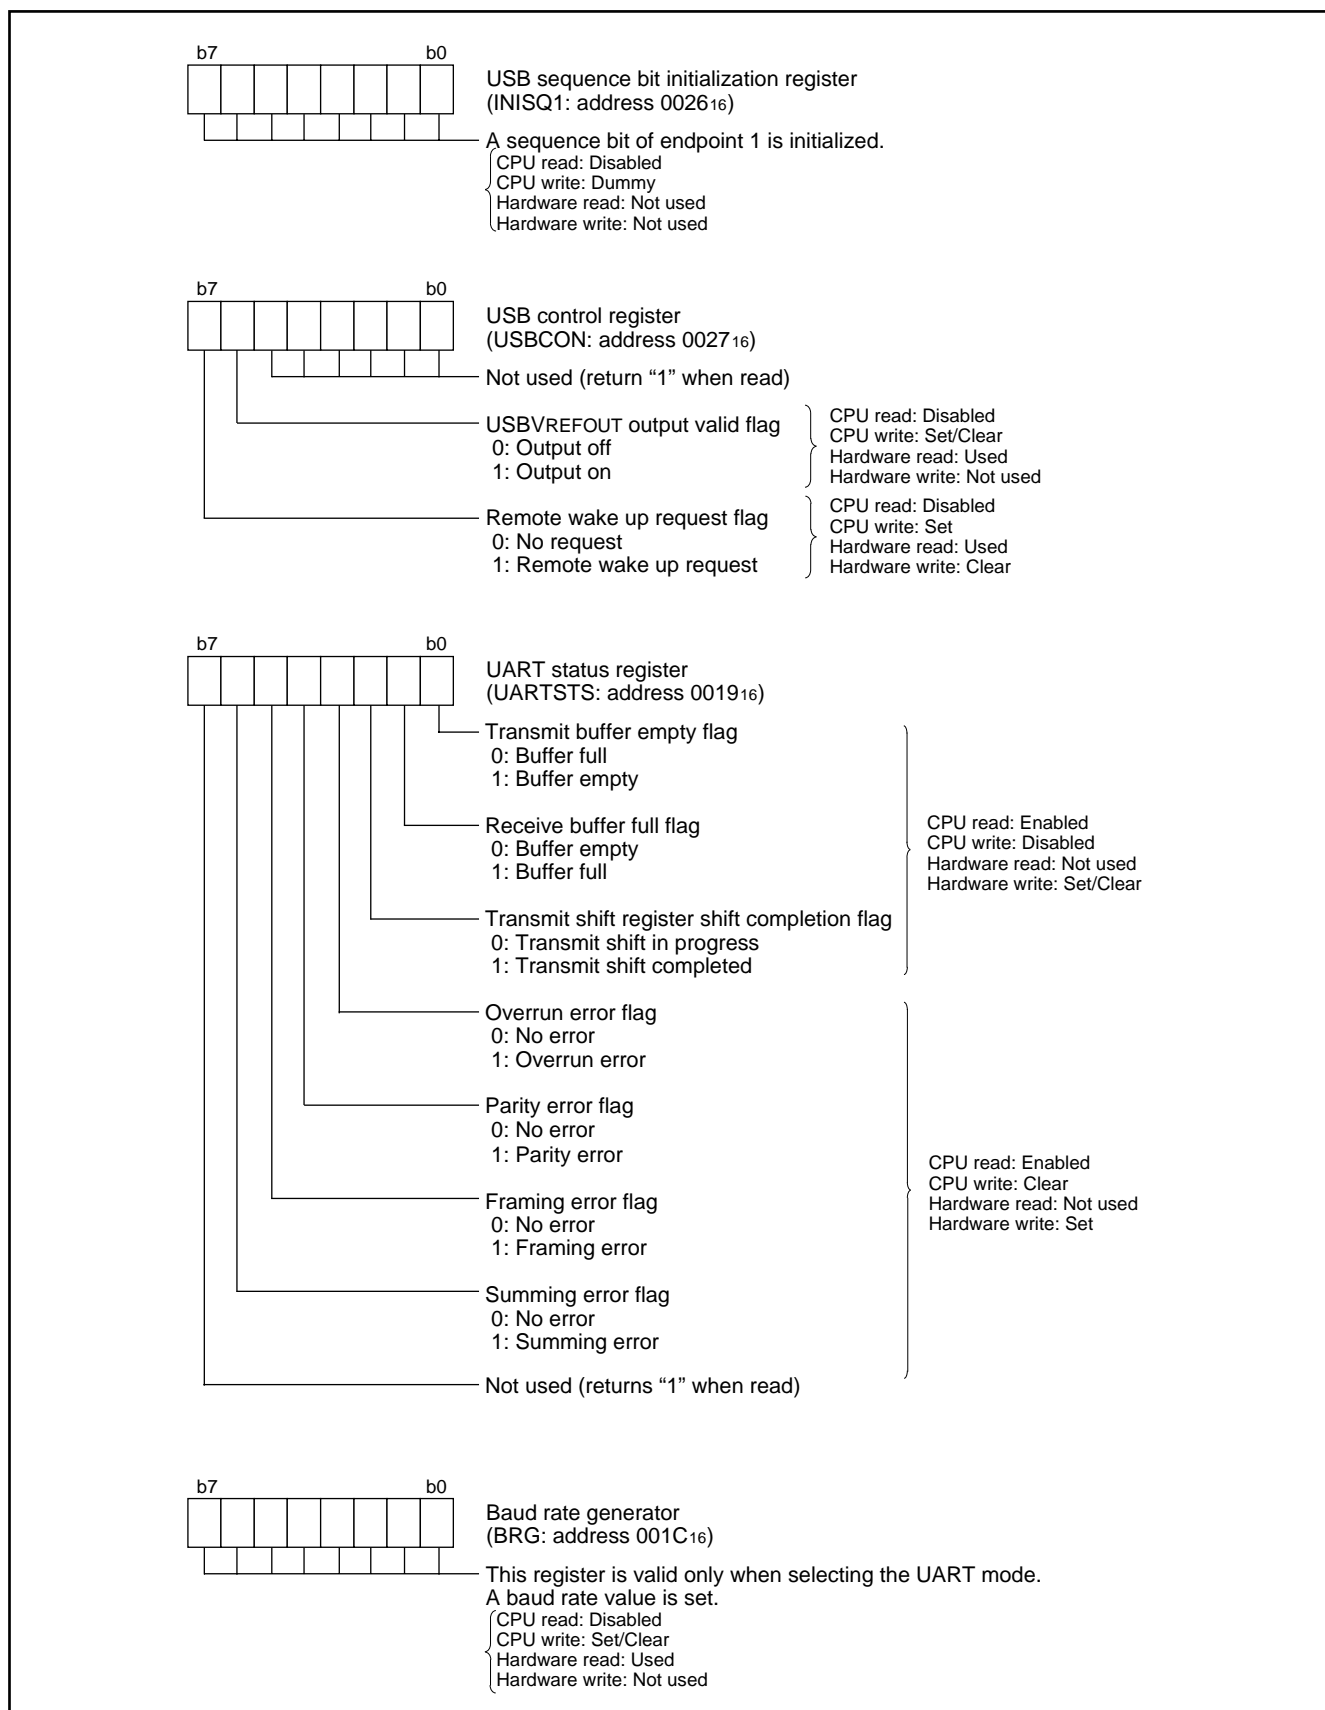 b7 b0
USB sequence bit initialization register
(INISQ1: address 002616)
A sequence bit of endpoint 1 is initialized.
CPU read: Disabled
CPU write: Dummy
Hardware read: Not used
Hardware write: Not used
b7 b0
USB control register
(USBCON: address 002716)
Not used (return “1” when read)
USBVREFOUT output valid flag
0: Output off
1: Output on
CPU read: Disabled
CPU write: Set/Clear
Hardware read: Used
Hardware write: Not used
Remote wake up request flag
0: No request
1: Remote wake up request
CPU read: Disabled
CPU write: Set
Hardware read: Used
Hardware write: Clear
b7 b0
UART status register
(UARTSTS: address 001916)
Transmit buffer empty flag
0: Buffer full
1: Buffer empty
Receive buffer full flag
0: Buffer empty
1: Buffer full
Transmit shift register shift completion flag
0: Transmit shift in progress
1: Transmit shift completed
CPU read: Enabled
CPU write: Disabled
Hardware read: Not used
Hardware write: Set/Clear
Overrun error flag
0: No error
1: Overrun error
Parity error flag
0: No error
1: Parity error
Framing error flag
0: No error
1: Framing error
Summing error flag
0: No error
1: Summing error
Not used (returns “1” when read)
CPU read: Enabled
CPU write: Clear
Hardware read: Not used
Hardware write: Set
b7 b0
Baud rate generator
(BRG: address 001C16)
This register is valid only when selecting the UART mode.
A baud rate value is set.
CPU read: Disabled
CPU write: Set/Clear
Hardware read: Used
Hardware write: Not used